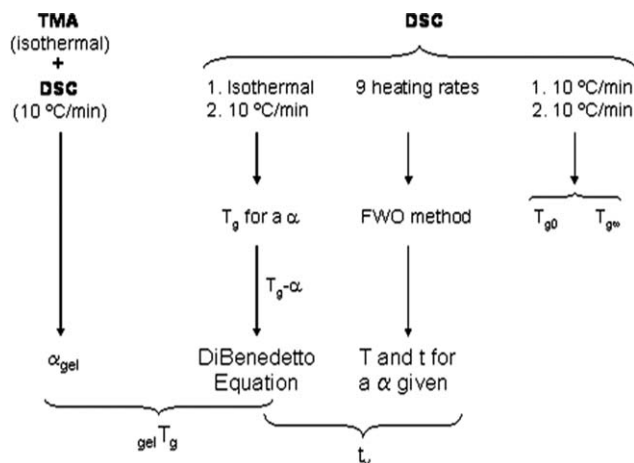 TMA
(isothermal)
+
DSC
(10 ºC/min)
DSC
1. Isothermal
2. 10 ºC/min
9 heating rates
1. 10 ºC/min
2. 10 ºC/min
Tg for a α
FWO method
Tg0 Tg∞
Tg-α
αgel
DiBenedetto
Equation
T and t for
a α given
gelTg
tv